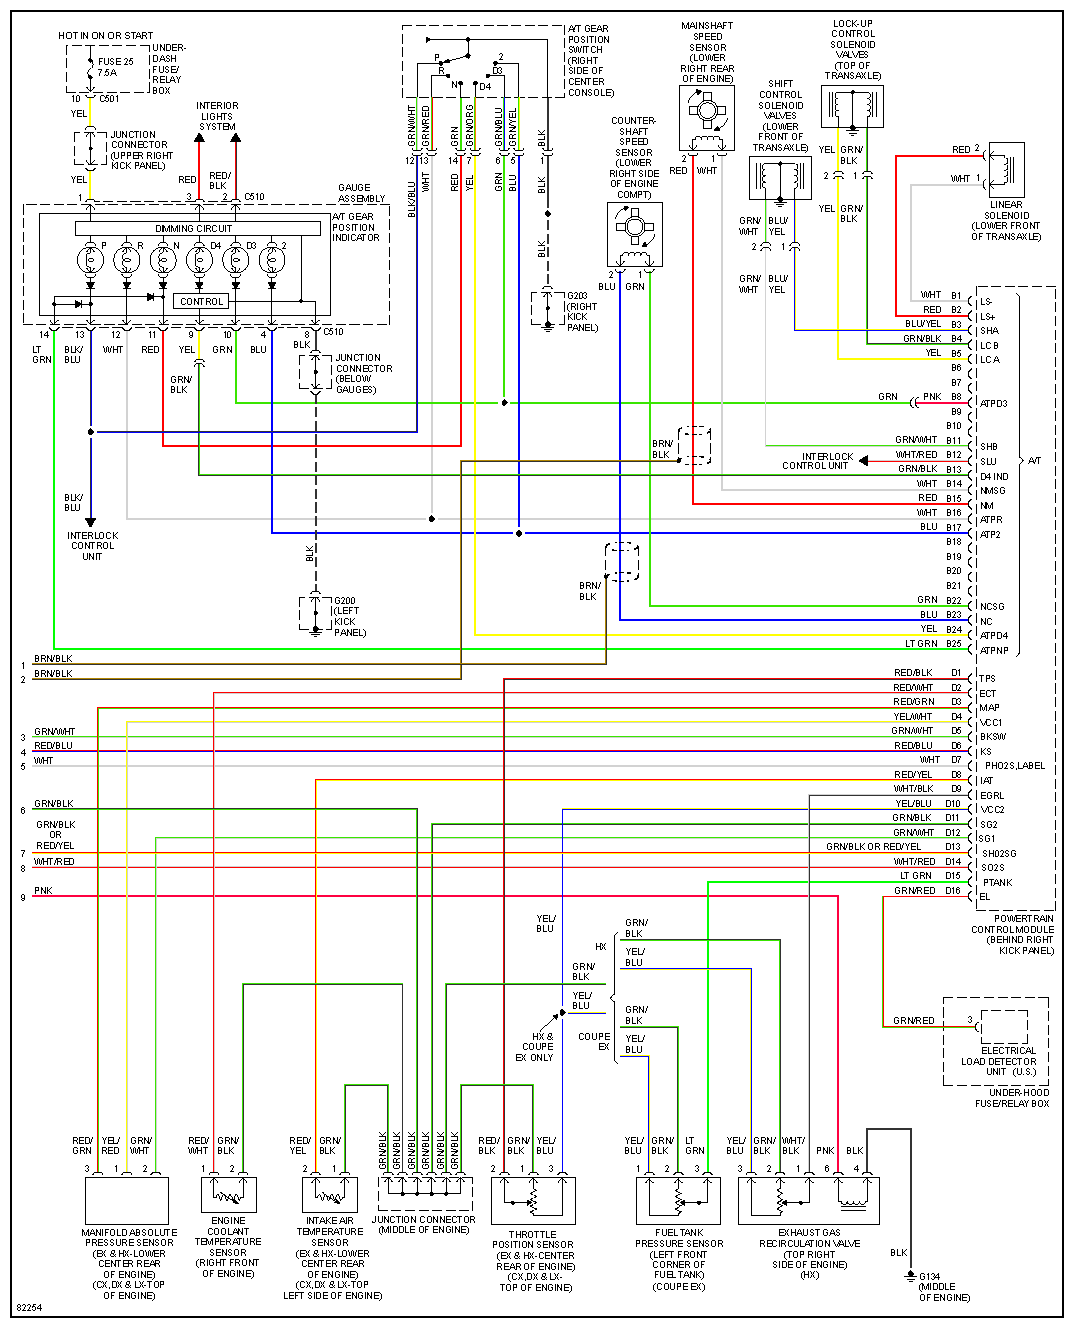 HOT IN ON OR START
FUSE 25
7.5A
UNDER-
DASH
FUSE/
RELAY
BOX
10
C501
YEL
JUNCTION
CONNECTOR
(UPPER RIGHT
KICK PANEL)
YEL
INTERIOR
LIGHTS
SYSTEM
RED
RED/
BLK
1
3
2
C510
GAUGE
ASSEMBLY
A/T GEAR
POSITION
INDICATOR
DIMMING CIRCUIT
P
R
N
D4
D3
2
CONTROL
14
13
12
11
9
10
4
8
C510
LT
GRN
BLK/
BLU
WHT
RED
YEL
GRN
BLU
BLK
GRN/
BLK
JUNCTION
CONNECTOR
(BELOW
GAUGES)
BLK/
BLU
INTERLOCK
CONTROL
UNIT
BLK
G200
(LEFT
KICK
PANEL)
A/T GEAR
POSITION
SWITCH
(RIGHT
SIDE OF
CENTER
CONSOLE)
P
R
N
D4
D3
2
GRN/WHT
GRN/RED
GRN
GRN/ORG
GRN/BLU
GRN/YEL
BLK
12
13
14
7
6
5
1
BLK/BLU
WHT
RED
YEL
GRN
BLU
BLK
BLK
G203
(RIGHT
KICK
PANEL)
COUNTER-
SHAFT
SPEED
SENSOR
(LOWER
RIGHT SIDE
OF ENGINE
COMPT)
2
1
BLU
GRN
MAINSHAFT
SPEED
SENSOR
(LOWER
RIGHT REAR
OF ENGINE)
2
1
RED
WHT
SHIFT
CONTROL
SOLENOID
VALVES
(LOWER
FRONT OF
TRANSAXLE)
GRN/
WHT
BLU/
YEL
2
1
GRN/
WHT
BLU/
YEL
LOCK-UP
CONTROL
SOLENOID
VALVES
(TOP OF
TRANSAXLE)
YEL
GRN/
BLK
2
1
YEL
GRN/
BLK
RED
2
WHT
1
LINEAR
SOLENOID
(LOWER FRONT
OF TRANSAXLE)
WHT B1 LS-
RED B2 LS+
BLU/YEL B3 SHA
GRN/BLK B4 LC B
YEL B5 LC A
B6
B7
GRN PNK B8 ATPD3
B9
B10
GRN/WHT B11 SHB
INTERLOCK
CONTROL UNIT
WHT/RED B12 SLU
GRN/BLK B13 D4 IND
WHT B14 NMSG
RED B15 NM
WHT B16 ATPR
BLU B17 ATP2
B18
B19
B20
B21
GRN B22 NCSG
BLU B23 NC
YEL B24 ATPD4
LT GRN B25 ATPNP
A/T
BRN/
BLK
BRN/
BLK
1 BRN/BLK
2 BRN/BLK
RED/BLK D1 TPS
RED/WHT D2 ECT
RED/GRN D3 MAP
YEL/WHT D4 VCC1
3 GRN/WHT
GRN/WHT D5 BKSW
4 RED/BLU
RED/BLU D6 KS
5 WHT
WHT D7 PHO2S,LABEL
RED/YEL D8 IAT
WHT/BLK D9 EGRL
6 GRN/BLK
YEL/BLU D10 VCC2
GRN/BLK D11 SG2
GRN/WHT D12 SG1
GRN/BLK
OR
7 RED/YEL
GRN/BLK OR RED/YEL D13 SH02SG
8 WHT/RED
WHT/RED D14 SO2S
LT GRN D15 PTANK
9 PNK
GRN/RED D16 EL
POWERTRAIN
CONTROL MODULE
(BEHIND RIGHT
KICK PANEL)
YEL/
BLU
HX
GRN/
BLK
YEL/
BLU
GRN/
BLK
YEL/
BLU
GRN/
BLK
YEL/
BLU
COUPE
EX
HX &
COUPE
EX ONLY
GRN/RED
3
ELECTRICAL
LOAD DETECTOR
UNIT (U.S.)
UNDER-HOOD
FUSE/RELAY BOX
RED/
GRN
YEL/
RED
GRN/
WHT
3
1
2
MANIFOLD ABSOLUTE
PRESSURE SENSOR
(EX & HX-LOWER
CENTER REAR
OF ENGINE)
(CX,DX & LX-TOP
OF ENGINE)
RED/
WHT
GRN/
BLK
1
2
ENGINE
COOLANT
TEMPERATURE
SENSOR
(RIGHT FRONT
OF ENGINE)
RED/
YEL
GRN/
BLK
2
1
INTAKE AIR
TEMPERATURE
SENSOR
(EX & HX-LOWER
CENTER REAR
OF ENGINE)
(CX,DX & LX-TOP
LEFT SIDE OF ENGINE)
GRN/BLK
GRN/BLK
GRN/BLK
GRN/BLK
GRN/BLK
GRN/BLK
JUNCTION CONNECTOR
(MIDDLE OF ENGINE)
RED/
BLK
GRN/
BLK
YEL/
BLU
2
1
3
THROTTLE
POSITION SENSOR
(EX & HX-CENTER
REAR OF ENGINE)
(CX,DX & LX-
TOP OF ENGINE)
YEL/
BLU
GRN/
BLK
LT
GRN
1
2
3
FUEL TANK
PRESSURE SENSOR
(LEFT FRONT
CORNER OF
FUEL TANK)
(COUPE EX)
YEL/
BLU
GRN/
BLK
WHT/
BLK
PNK
BLK
3
2
1
6
4
EXHAUST GAS
RECIRCULATION VALVE
(TOP RIGHT
SIDE OF ENGINE)
(HX)
BLK
G134
(MIDDLE
OF ENGINE)
82254